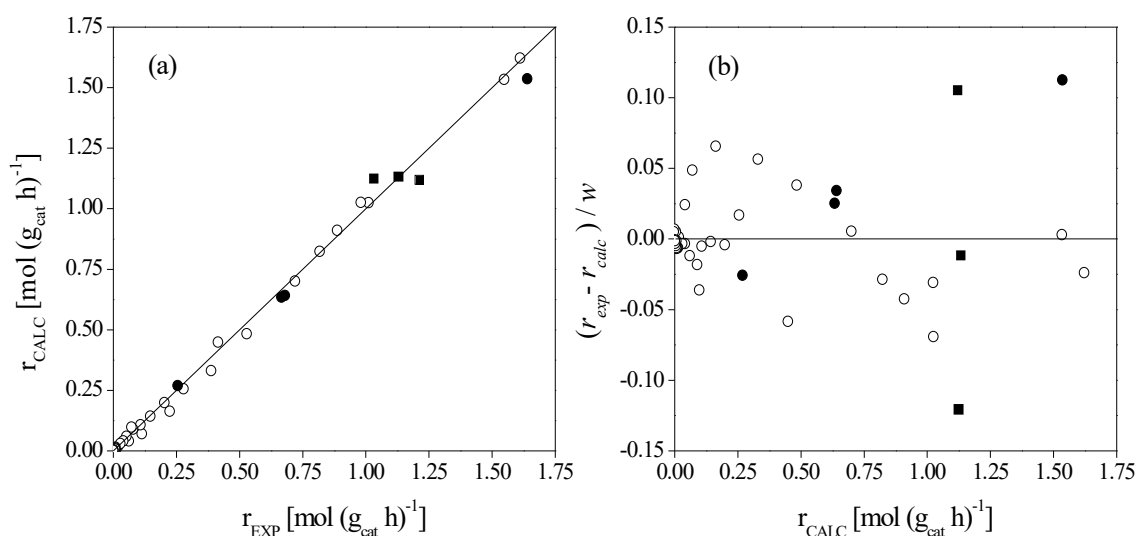 (a)
1.75
1.50
1.25
1.00
0.75
0.50
0.25
0.00
0.00 0.25 0.50 0.75 1.00 1.25 1.50 1.75
r_CALC [mol (g_cat h)^-1]
r_EXP [mol (g_cat h)^-1]
(b)
0.15
0.10
0.05
0.00
-0.05
-0.10
-0.15
0.00 0.25 0.50 0.75 1.00 1.25 1.50 1.75
(r_exp - r_calc) / w
r_CALC [mol (g_cat h)^-1]